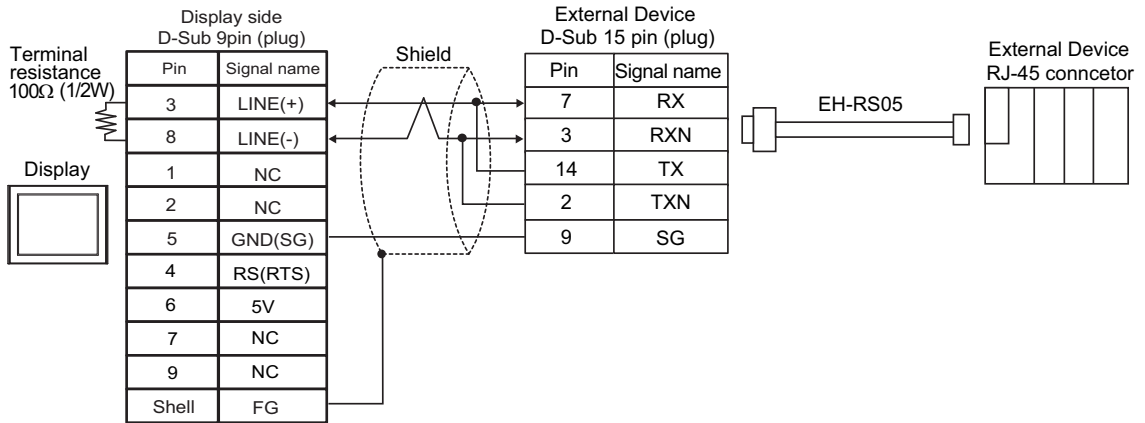 Display side
D-Sub 9pin (plug)
External Device
D-Sub 15 pin (plug)
Terminal
resistance
100Ω (1/2W)
Shield
External Device
RJ-45 conncetor
Pin Signal name
3 LINE(+)
8 LINE(-)
1 NC
2 NC
5 GND(SG)
4 RS(RTS)
6 5V
7 NC
9 NC
Shell FG
Display
Pin Signal name
7 RX
3 RXN
14 TX
2 TXN
9 SG
EH-RS05